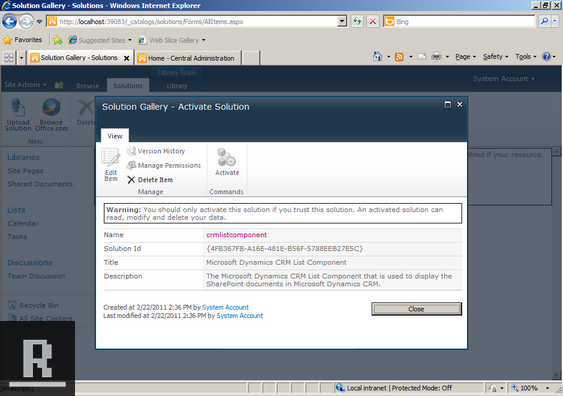 Solution Gallery - Solutions - Windows Internet Explorer
http://localhost:39083/_catalogs/solutions/Forms/AllItems.aspx
Bing
Favorites
Suggested Sites
Web Slice Gallery
Solution Gallery - Solutions
Home - Central Administration
Page
Safety
Tools
Library Tools
System Account
Site Actions
Browse
Solutions
Library
Upload Solution
Browse Office.com
New
Solution Gallery - Activate Solution
View
Edit Item
Version History
Manage Permissions
Delete Item
Manage
Activate
Commands
abled if your resource
Warning: You should only activate this solution if you trust this solution. An activated solution can
read, modify and delete your data.
Name crmlistcomponent
Solution Id {4FB367FB-A16E-481E-B56F-5788EEB27E5C}
Title Microsoft Dynamics CRM List Component
Description The Microsoft Dynamics CRM List Component that is used to display the
SharePoint documents in Microsoft Dynamics CRM.
Created at 2/22/2011 2:36 PM by System Account
Last modified at 2/22/2011 2:36 PM by System Account
Close
Libraries
Site Pages
Shared Documents
Lists
Calendar
Tasks
Discussions
Team Discussion
Recycle Bin
All Site Content
R
Local intranet | Protected Mode: Off
100%